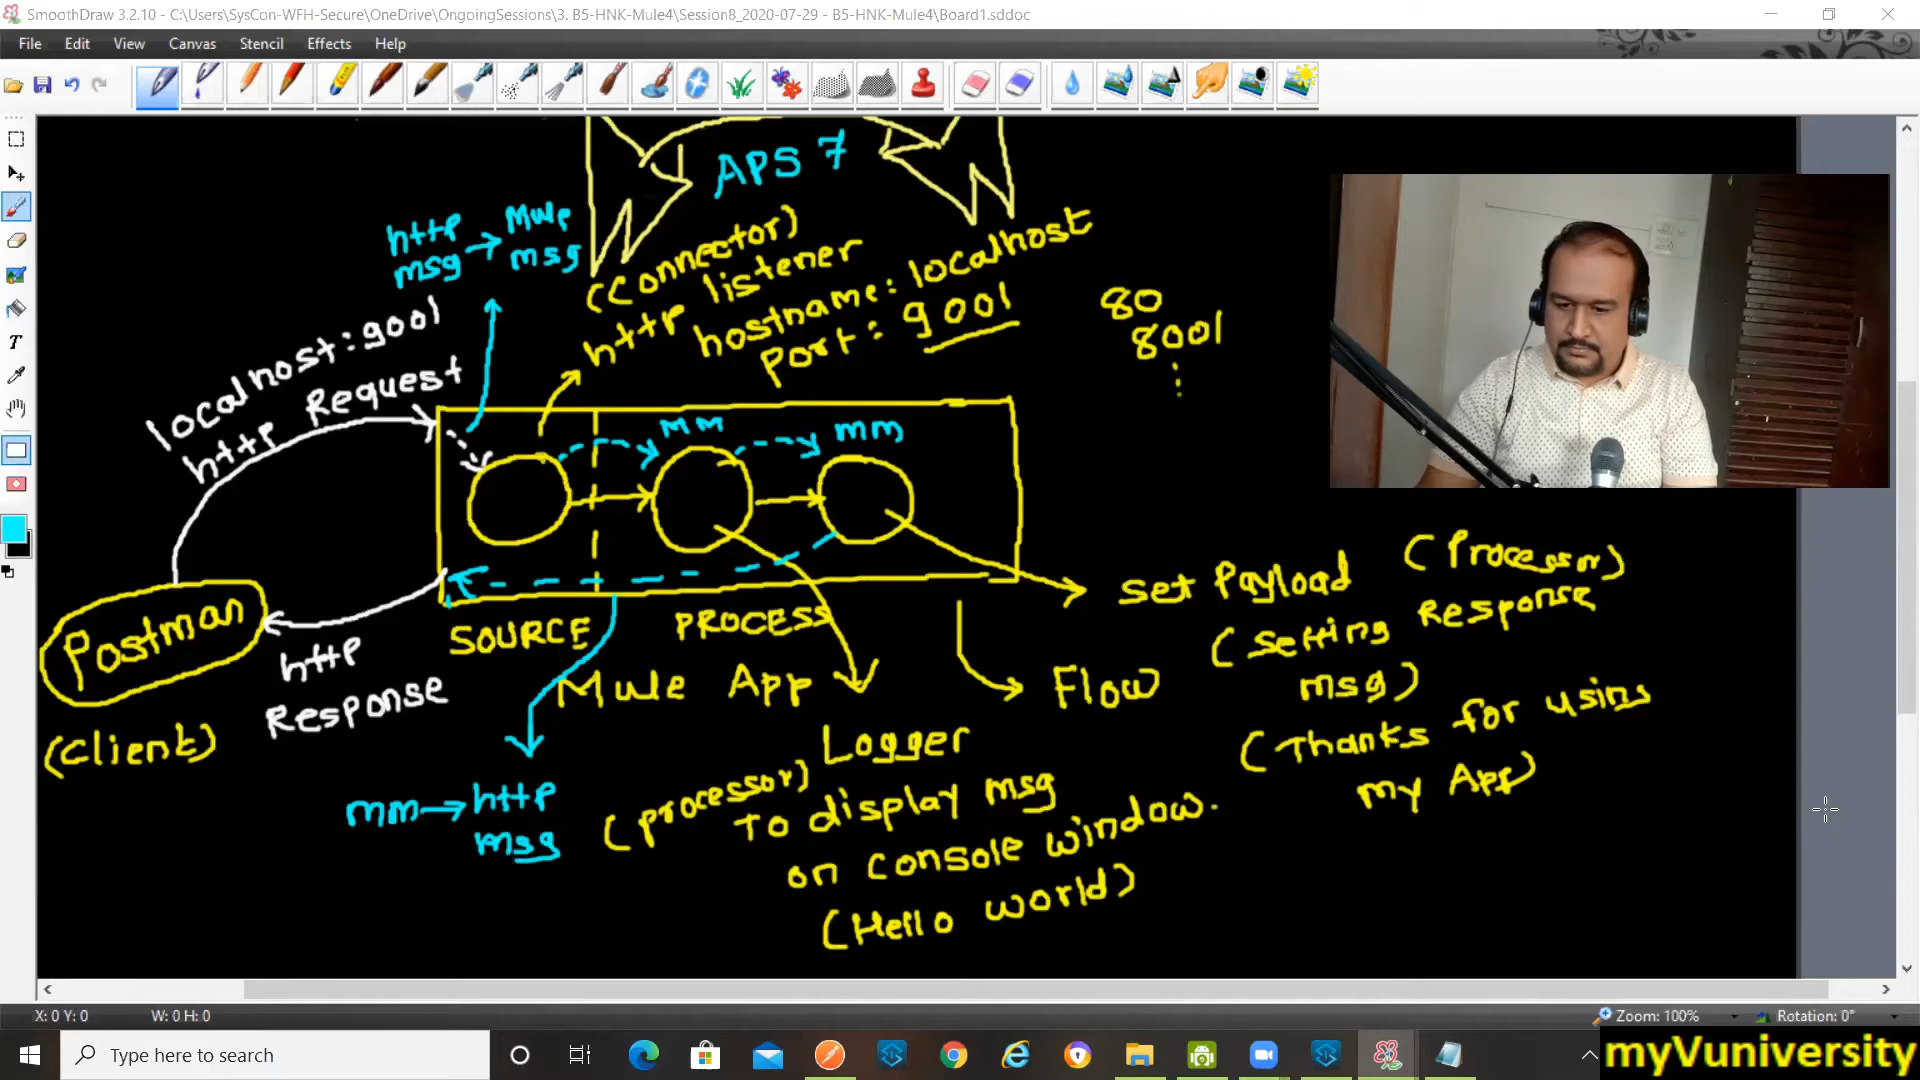 SmoothDraw 3.2.10 - C:\Users\SysCon-WFH-Secure\OneDrive\OngoingSessions\3. B5-HNK-Mule4\Session8_2020-07-29 - B5-HNK-Mule4\Board1.sddoc
File Edit View Canvas Stencil Effects Help
APS 7
http msg → Mule msg
(Connector)
http listener
hostname: localhost
port: 9001
80
8001
localhost:9001
http Request
MM
MM
Postman
(Client)
http
Response
SOURCE
PROCESS
Mule App
Flow
set Payload (Processor)
(Setting Response
msg)
(Thanks for using
my App)
Logger
(processor)
To display msg
on console window.
(Hello world)
mm → http
msg
X: 0 Y: 0
W: 0 H: 0
Zoom: 100%
Rotation: 0°
Type here to search
myVuniversity